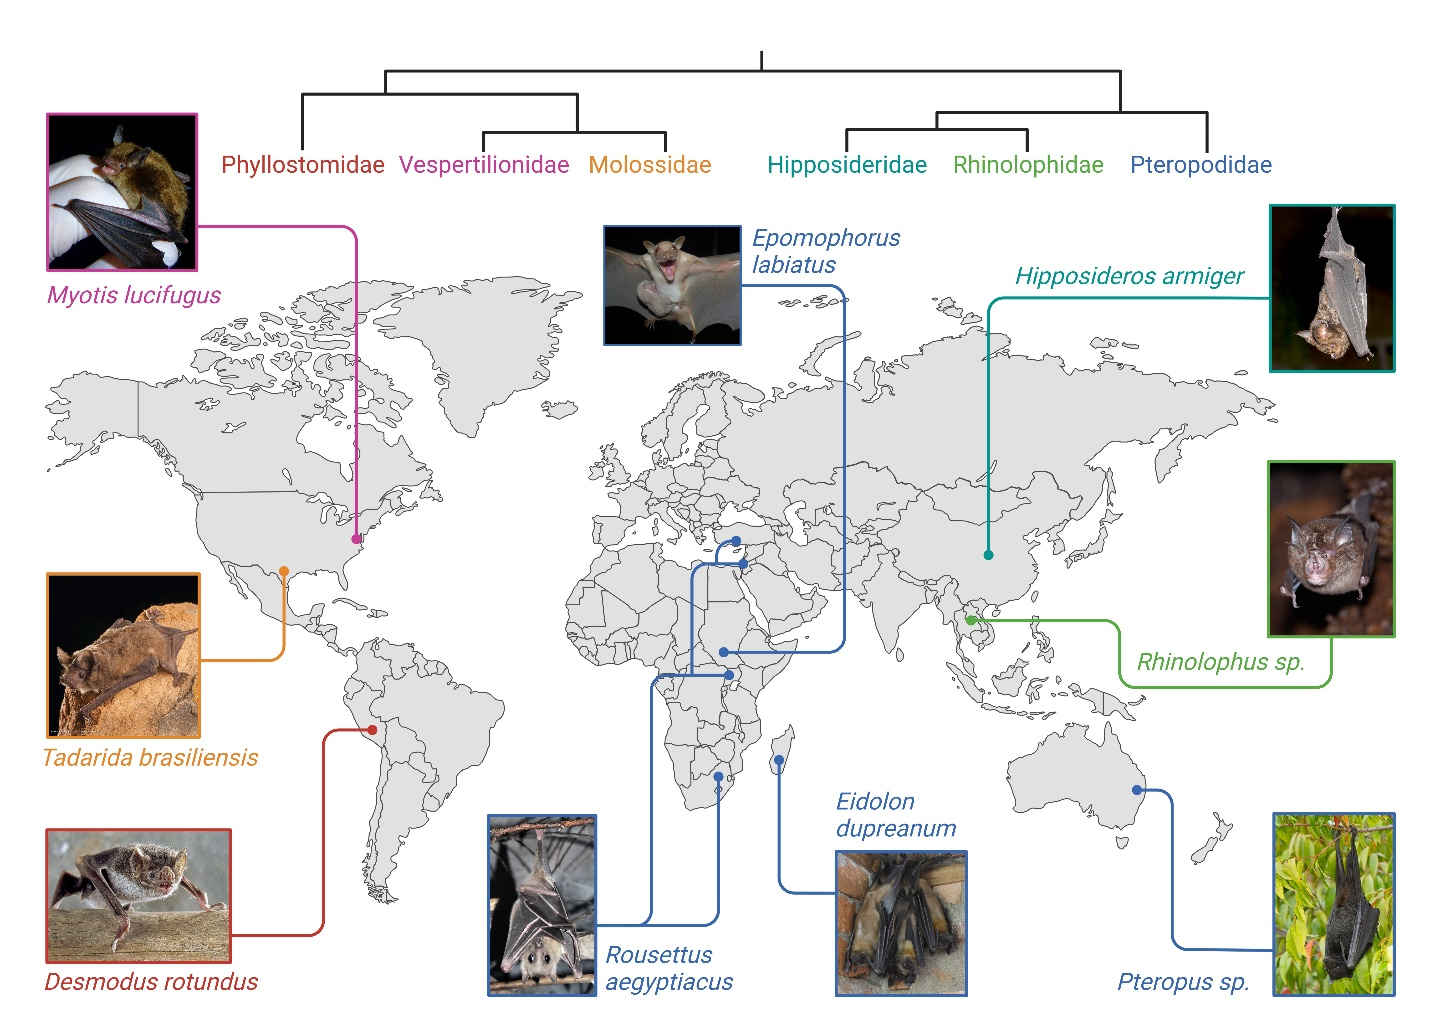 Phyllostomidae Vespertilionidae Molossidae Hipposideridae Rhinolophidae Pteropodidae
Myotis lucifugus
Epomophorus
labiatus
Hipposideros armiger
Rhinolophus sp.
Tadarida brasiliensis
Desmodus rotundus
Rousettus
aegyptiacus
Eidolon
dupreanum
Pteropus sp.